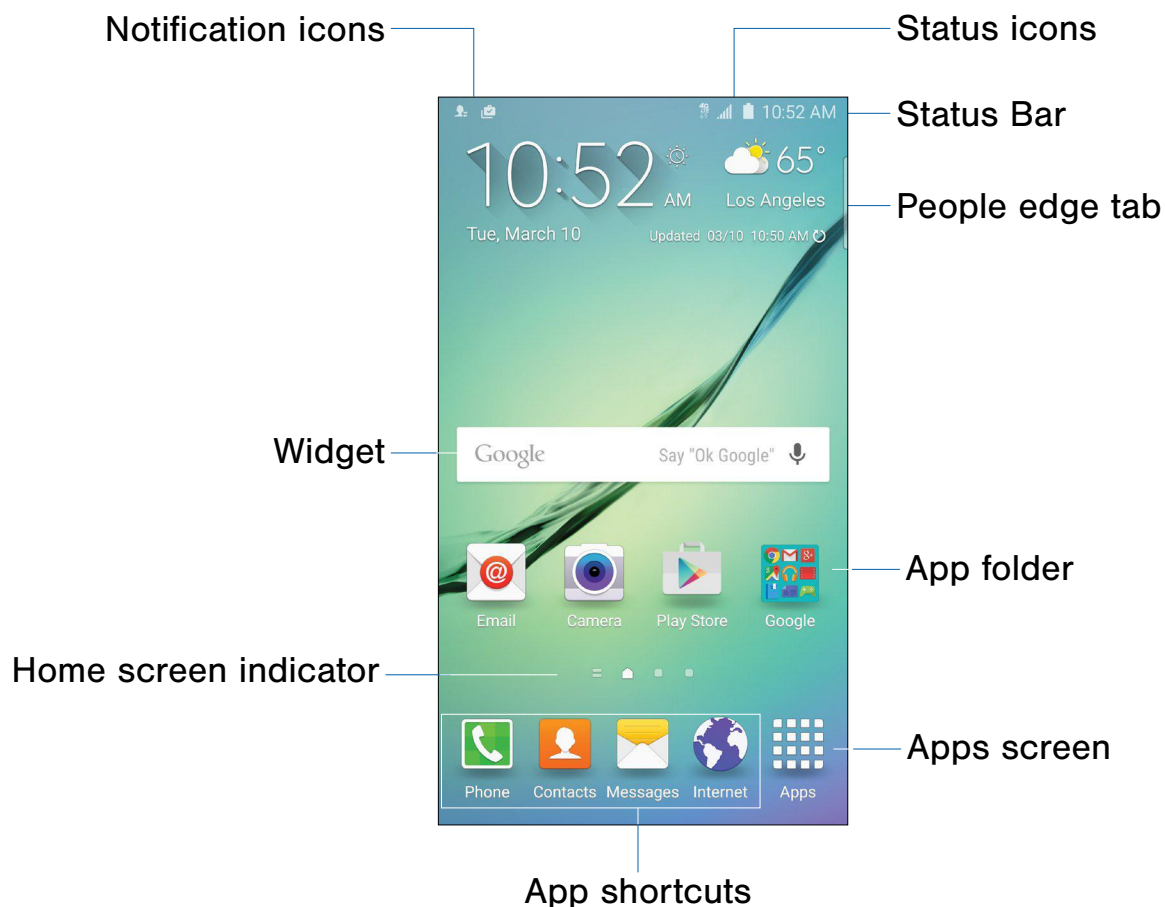 Notification icons
Status icons
4G LTE
10:52 AM
Status Bar
10:52 AM
65°
Los Angeles
People edge tab
Tue, March 10
Updated 03/10 10:50 AM
Widget
Google
Say "Ok Google"
@
g+
App folder
Email
Camera
Play Store
Google
Home screen indicator
Apps screen
Phone
Contacts
Messages
Internet
Apps
App shortcuts